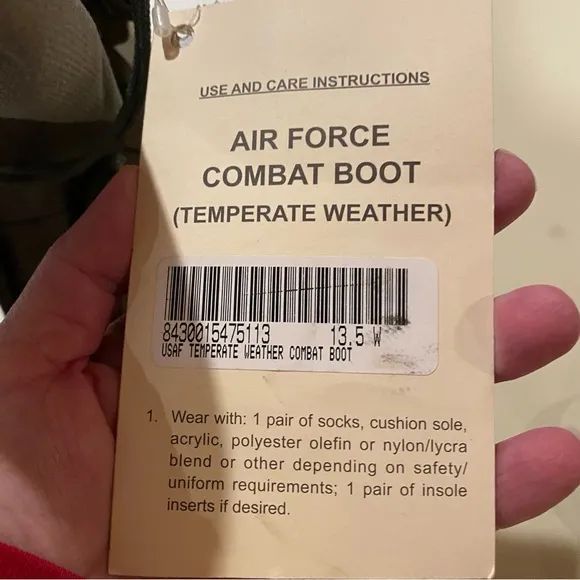 USE AND CARE INSTRUCTIONS
AIR FORCE
COMBAT BOOT
(TEMPERATE WEATHER)
8430015475113 13.5 W
USAF TEMPERATE WEATHER COMBAT BOOT
1. Wear with: 1 pair of socks, cushion sole,
acrylic, polyester olefin or nylon/lycra
blend or other depending on safety/
uniform requirements; 1 pair of insole
inserts if desired.